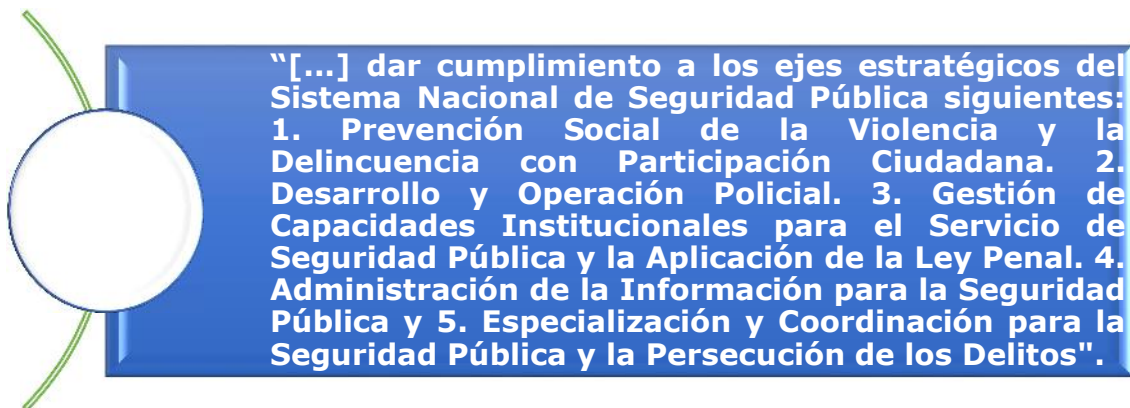 “[...] dar cumplimiento a los ejes estratégicos del
Sistema Nacional de Seguridad Pública siguientes:
1. Prevención Social de la Violencia y la
Delincuencia con Participación Ciudadana. 2.
Desarrollo y Operación Policial. 3. Gestión de
Capacidades Institucionales para el Servicio de
Seguridad Pública y la Aplicación de la Ley Penal. 4.
Administración de la Información para la Seguridad
Pública y 5. Especialización y Coordinación para la
Seguridad Pública y la Persecución de los Delitos".